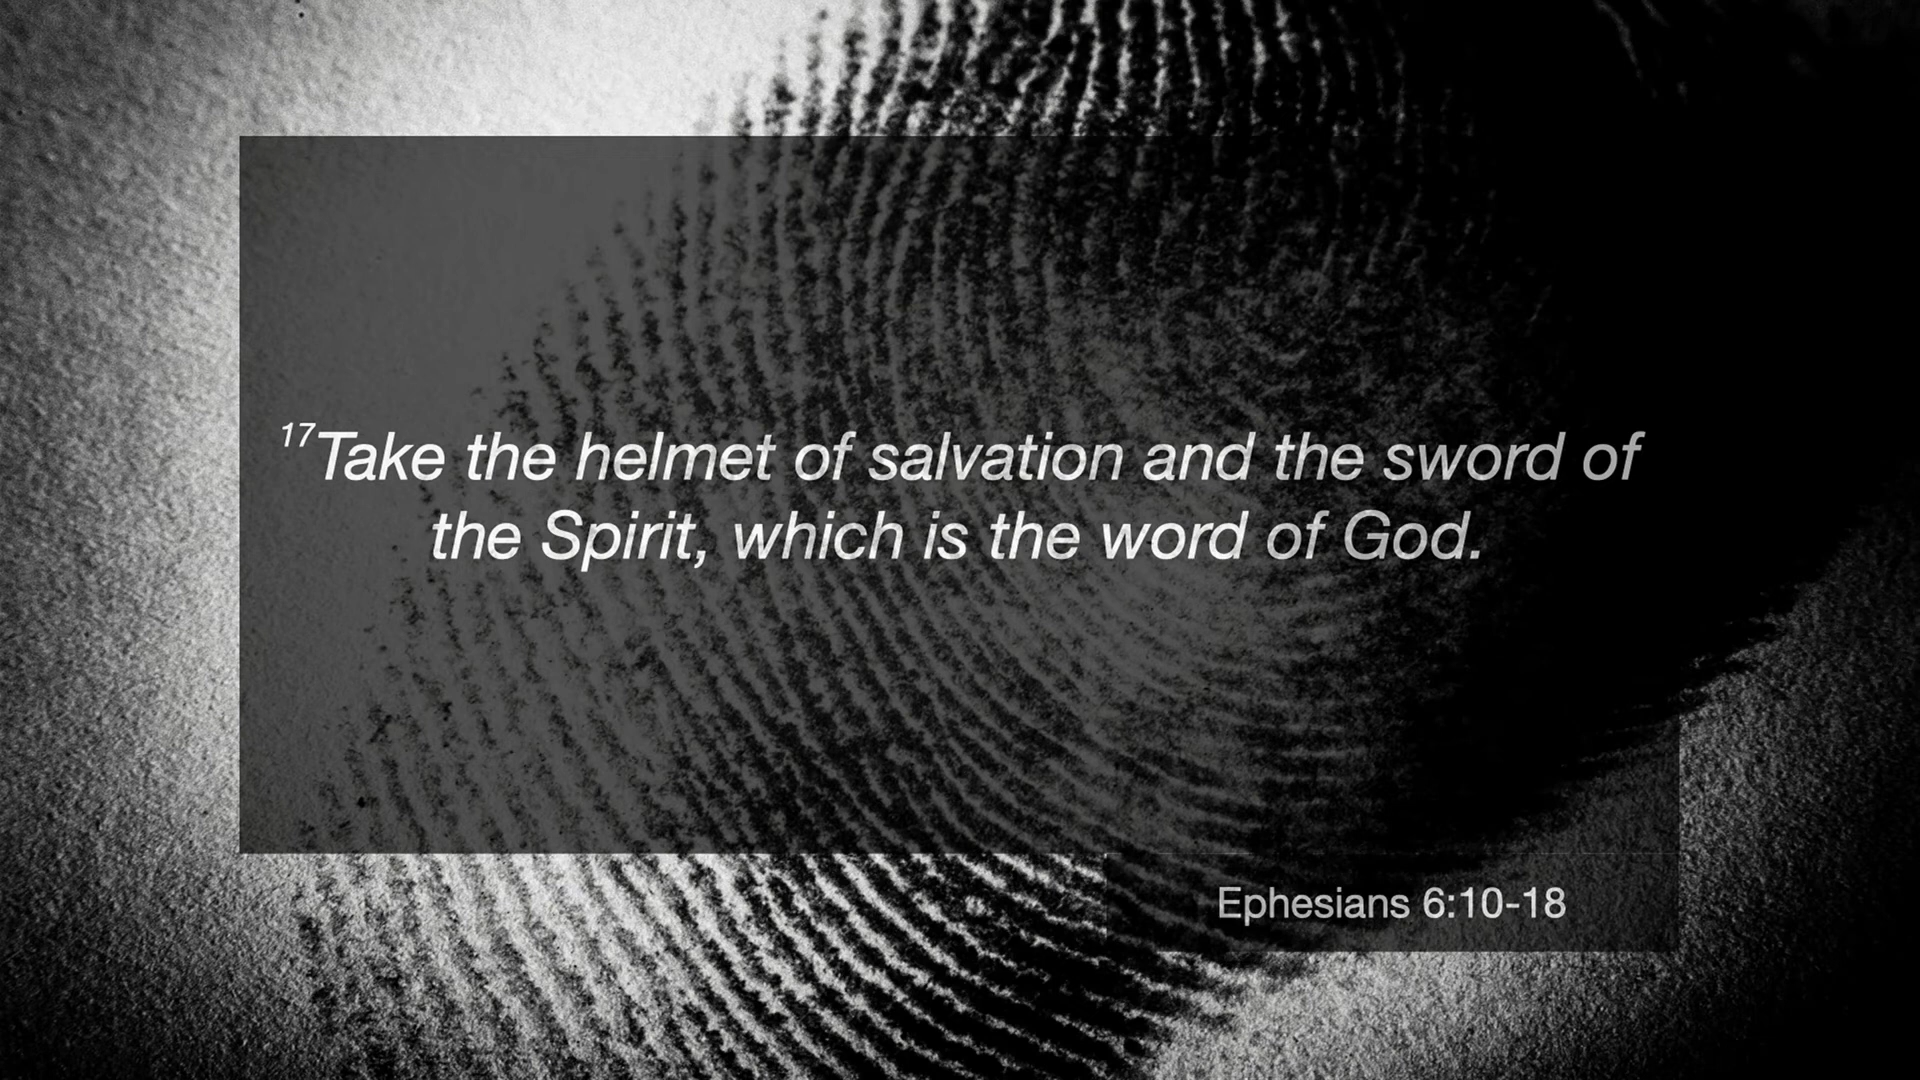 17Take the helmet of salvation and the sword of
the Spirit, which is the word of God.
Ephesians 6:10-18